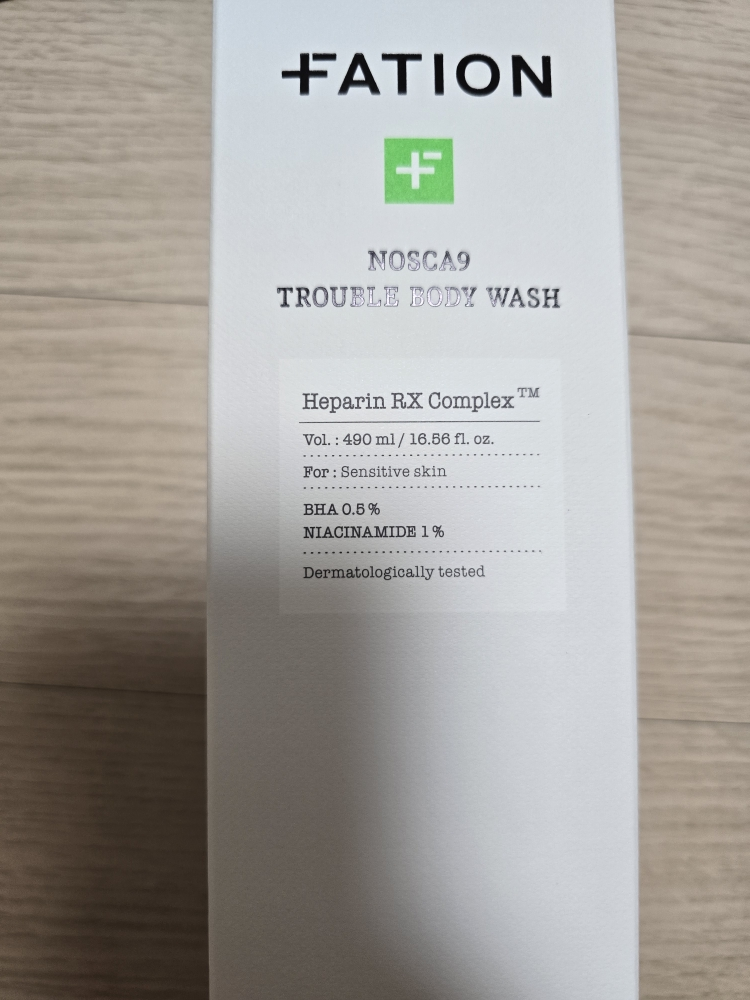 FATION
NOSCA9
TROUBLE BODY WASH
Heparin RX Complex™
Vol. : 490 ml / 16.56 fl. oz.
For : Sensitive skin
BHA 0.5%
NIACINAMIDE 1%
Dermatologically tested